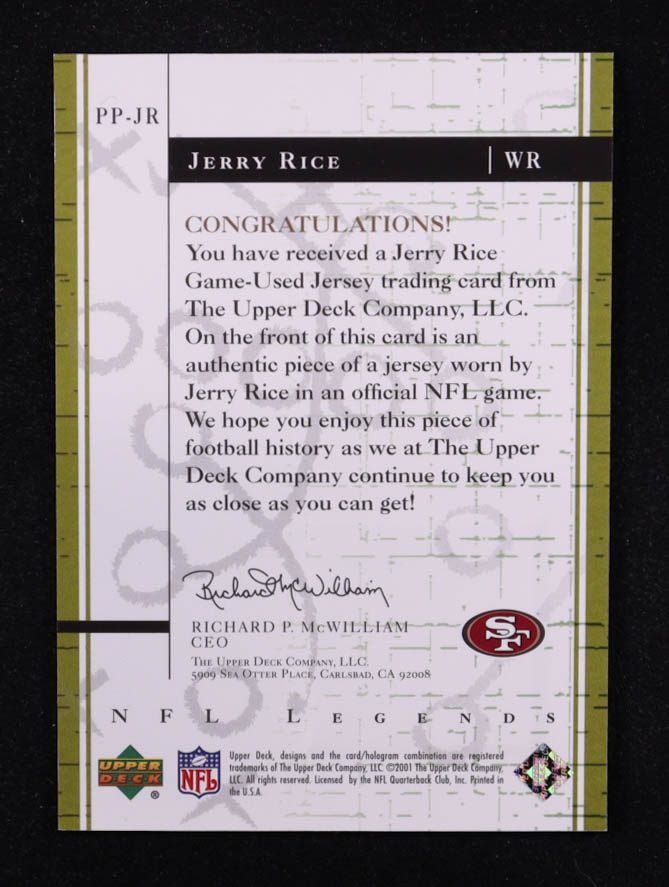 PP-JR
JERRY RICE | WR
CONGRATULATIONS!
You have received a Jerry Rice
Game-Used Jersey trading card from
The Upper Deck Company, LLC.
On the front of this card is an
authentic piece of a jersey worn by
Jerry Rice in an official NFL game.
We hope you enjoy this piece of
football history as we at The Upper
Deck Company continue to keep you
as close as you can get!
Richard McWilliam
RICHARD P. MCWILLIAM
CEO
THE UPPER DECK COMPANY, LLC.
5909 SEA OTTER PLACE, CARLSBAD, CA 92008
SF
NFL LEGENDS
UPPER
DECK
®
NFL
Upper Deck, designs and the card/hologram combination are registered
trademarks of The Upper Deck Company, LLC ©2001 The Upper Deck Company,
LLC. All rights reserved. Licensed by the NFL Quarterback Club, Inc. Printed in
the U.S.A.